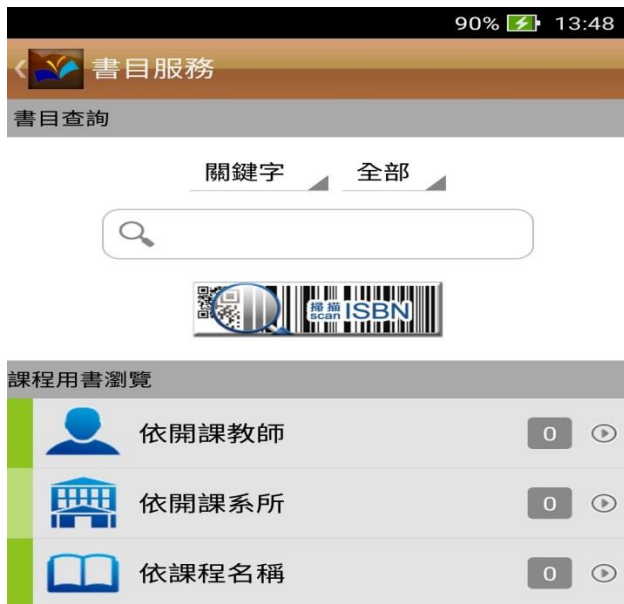 90% 13:48
書目服務
書目查詢
關鍵字 全部
掃描 scan ISBN
課程用書瀏覽
依開課教師 0
依開課系所 0
依課程名稱 0